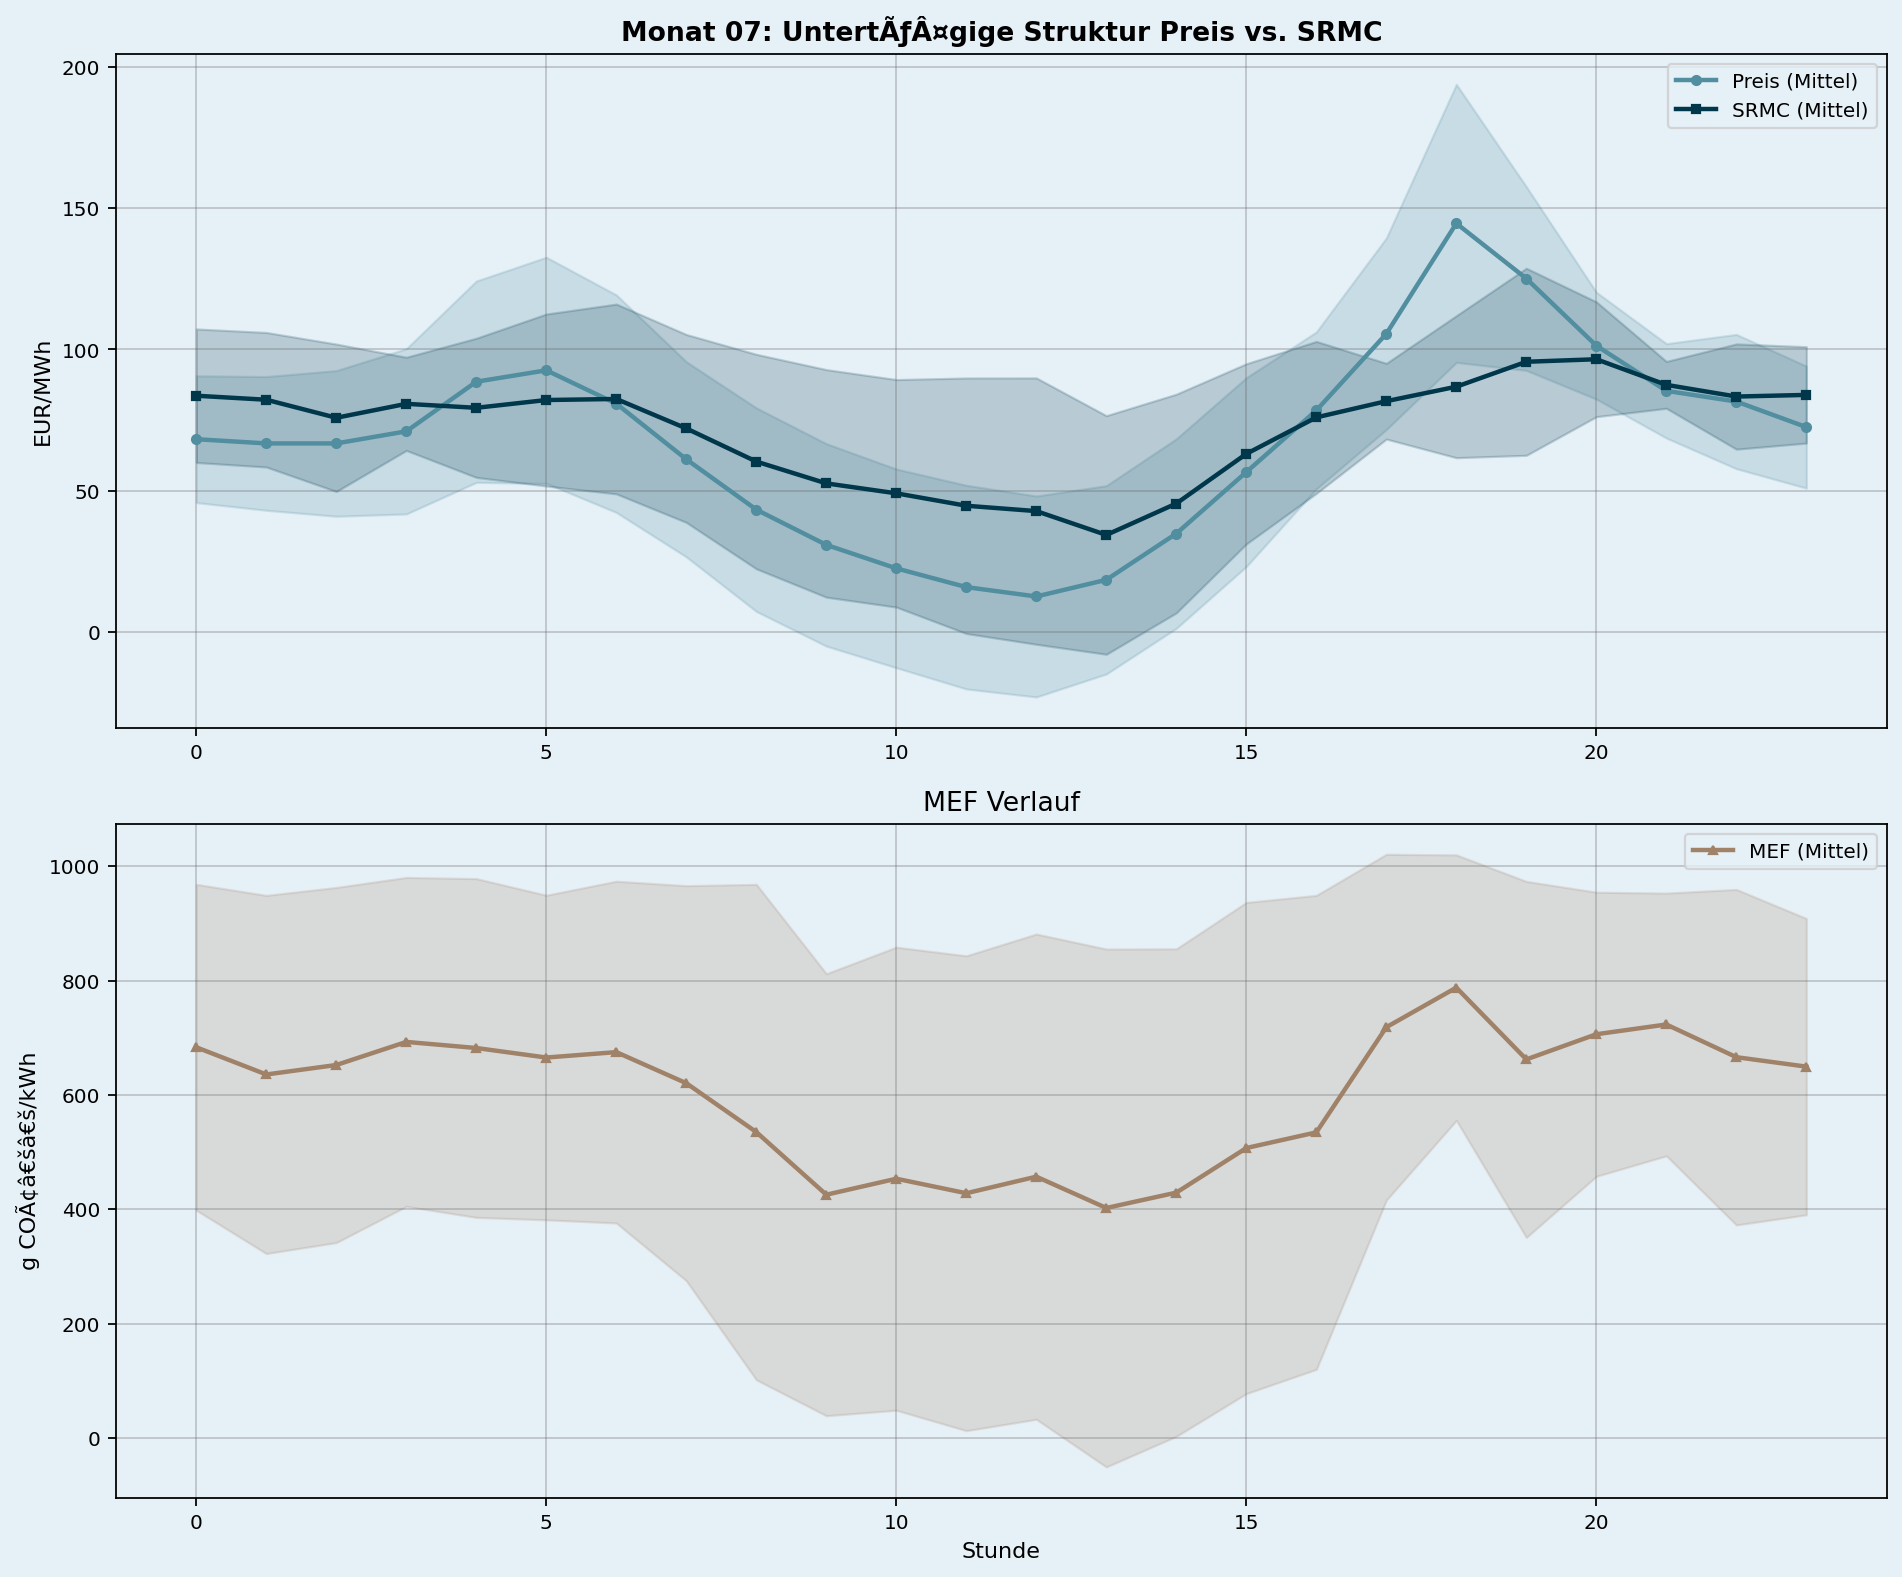 Monat 07: UntertÃƒÂ¤gige Struktur Preis vs. SRMC
200
150
100
50
0
EUR/MWh
Preis (Mittel)
SRMC (Mittel)
0 5 10 15 20
MEF Verlauf
1000
800
600
400
200
0
g COÃ¢â€šâ€š/kWh
MEF (Mittel)
0 5 10 15 20
Stunde